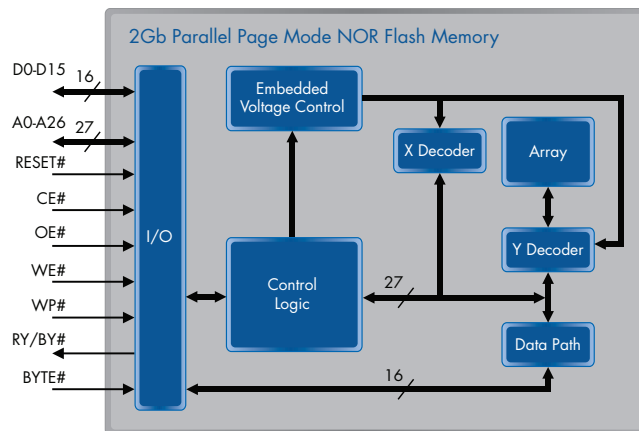 2Gb Parallel Page Mode NOR Flash Memory
D0-D15
16
A0-A26
27
RESET#
CE#
OE#
WE#
WP#
RY/BY#
BYTE#
I/O
Embedded
Voltage Control
X Decoder
Array
Y Decoder
Control
Logic
27
Data Path
16